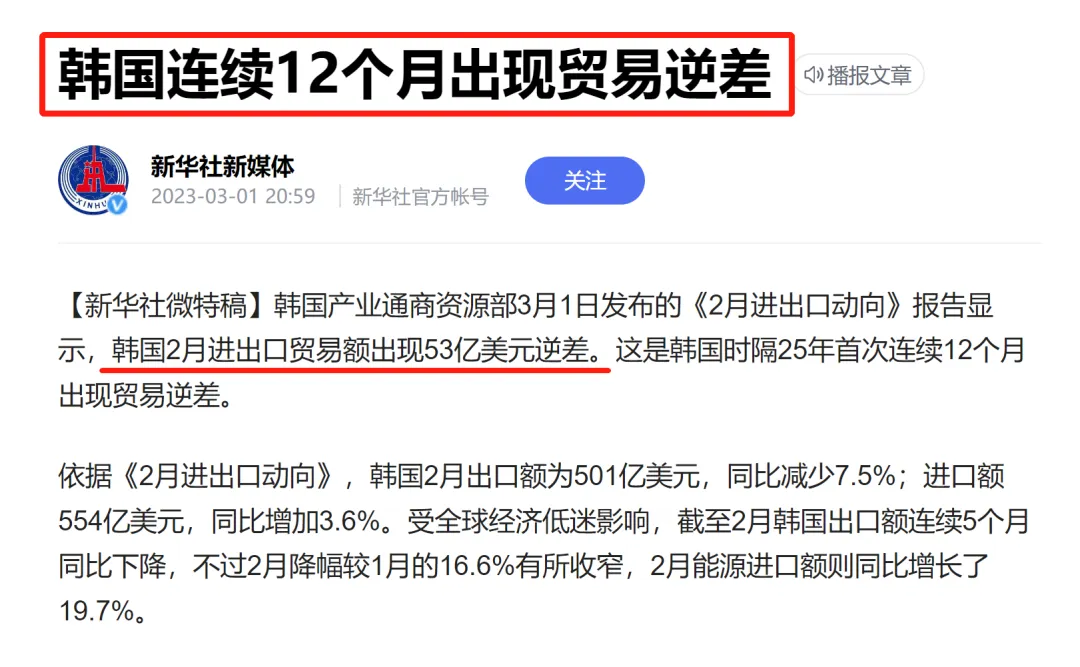 韩国连续12个月出现贸易逆差
播报文章
新华社新媒体
2023-03-01 20:59
新华社官方帐号
关注
XINHU
【新华社微特稿】韩国产业通商资源部3月1日发布的《2月进出口动向》报告显
示，韩国2月进出口贸易额出现53亿美元逆差。这是韩国时隔25年首次连续12个月
出现贸易逆差。
依据《2月进出口动向》，韩国2月出口额为501亿美元，同比减少7.5%；进口额
554亿美元，同比增加3.6%。受全球经济低迷影响，截至2月韩国出口额连续5个月
同比下降，不过2月降幅较1月的16.6%有所收窄，2月能源进口额则同比增长了
19.7%。